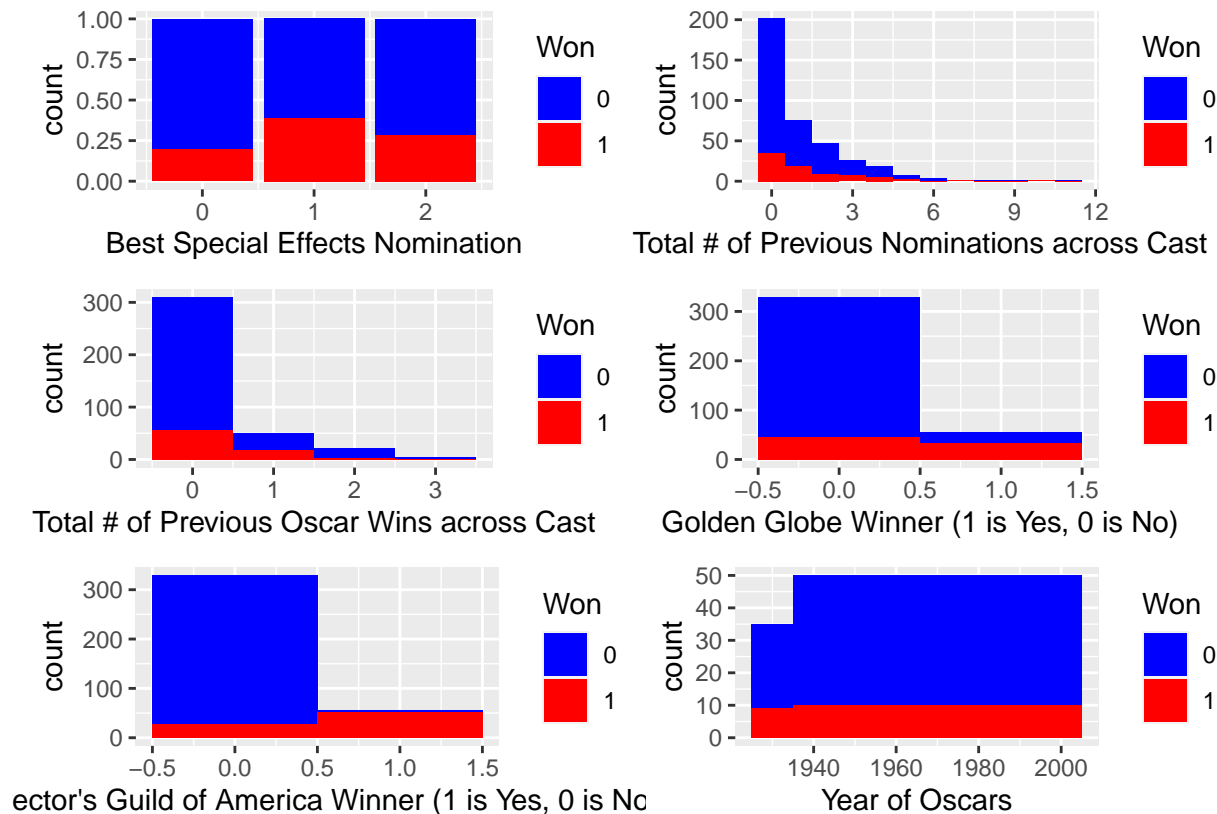 1.00
0.75
0.50
0.25
0.00
count
0 1 2
Best Special Effects Nomination
Won
0
1
200
150
100
50
0
count
0 3 6 9 12
Total # of Previous Nominations across Cast
Won
0
1
300
200
100
0
count
0 1 2 3
Total # of Previous Oscar Wins across Cast
Won
0
1
300
200
100
0
count
−0.5 0.0 0.5 1.0 1.5
Golden Globe Winner (1 is Yes, 0 is No)
Won
0
1
300
200
100
0
count
−0.5 0.0 0.5 1.0 1.5
ector's Guild of America Winner (1 is Yes, 0 is No
Won
0
1
50
40
30
20
10
0
count
1940 1960 1980 2000
Year of Oscars
Won
0
1